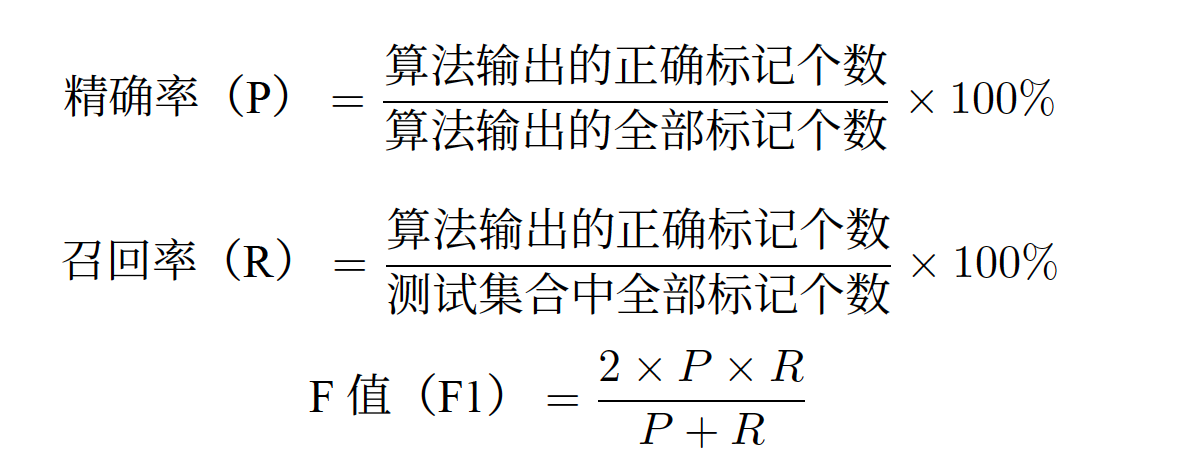 算法输出的正确标记个数
精确率（P） = ——— × 100%
算法输出的全部标记个数
算法输出的正确标记个数
召回率（R） = ——— × 100%
测试集合中全部标记个数
2 × P × R
F 值（F1） = ———
P + R